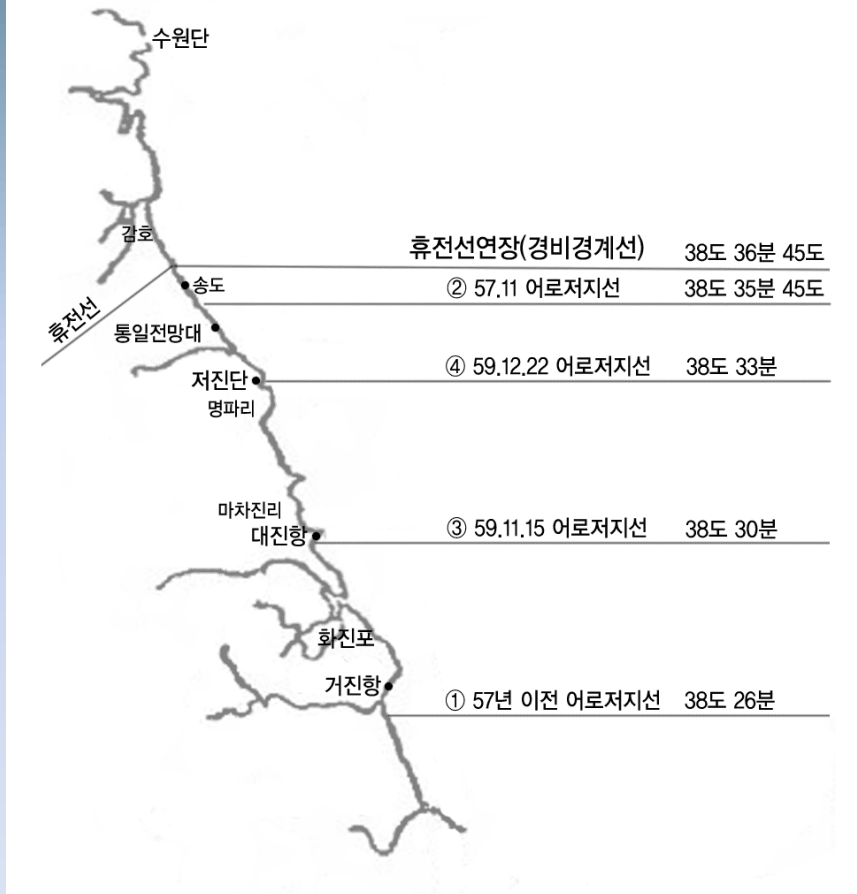 수원단
감호
휴전선연장(경비경계선) 38도 36분 45도
송도
② 57.11 어로저지선 38도 35분 45도
휴전선
통일전망대
④ 59.12.22 어로저지선 38도 33분
저진단
명파리
마차진리
대진항
③ 59.11.15 어로저지선 38도 30분
화진포
거진항
① 57년 이전 어로저지선 38도 26분